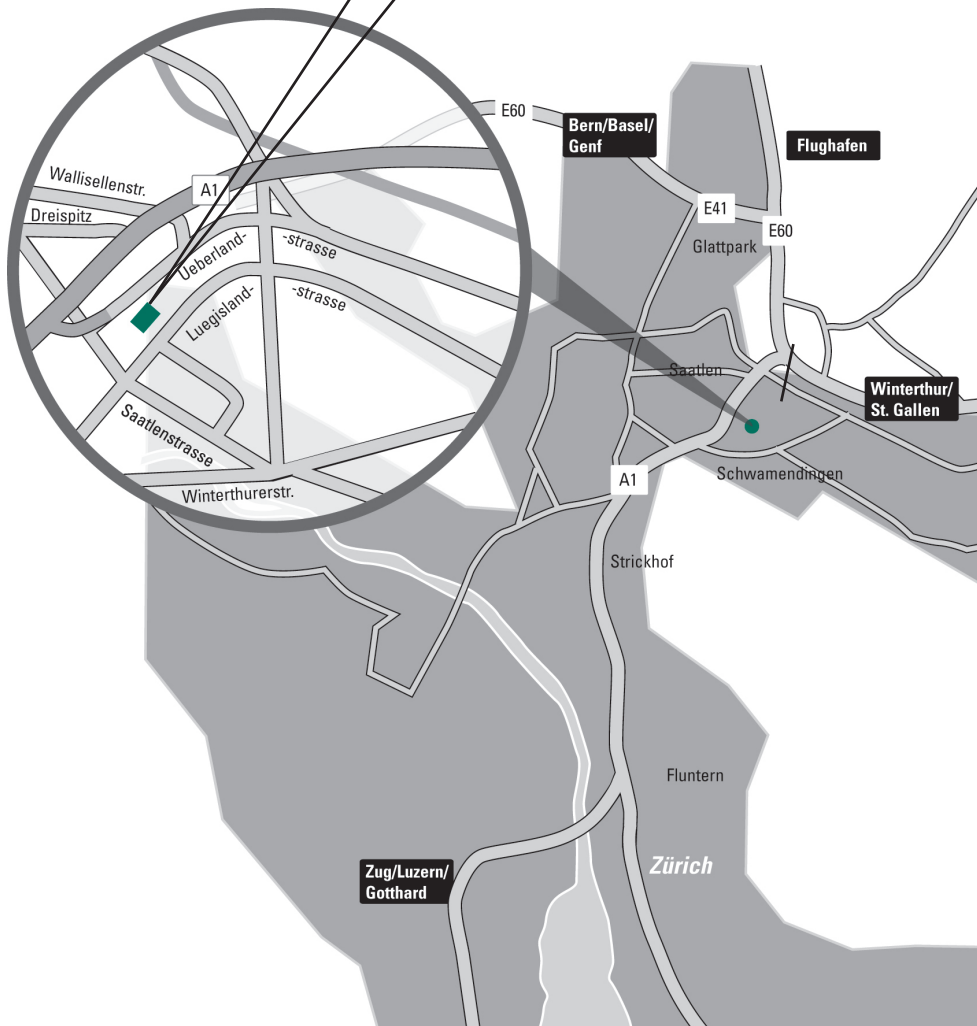 E60
Bern/Basel/
Genf
Flughafen
Wallisellenstr.
A1
Dreispitz
E41
E60
Glattpark
Ueberland-
-strasse
Luegisland-
-strasse
Saatlen
Winterthur/
St. Gallen
Saatlenstrasse
Schwamendingen
A1
Winterthurerstr.
Strickhof
Fluntern
Zürich
Zug/Luzern/
Gotthard